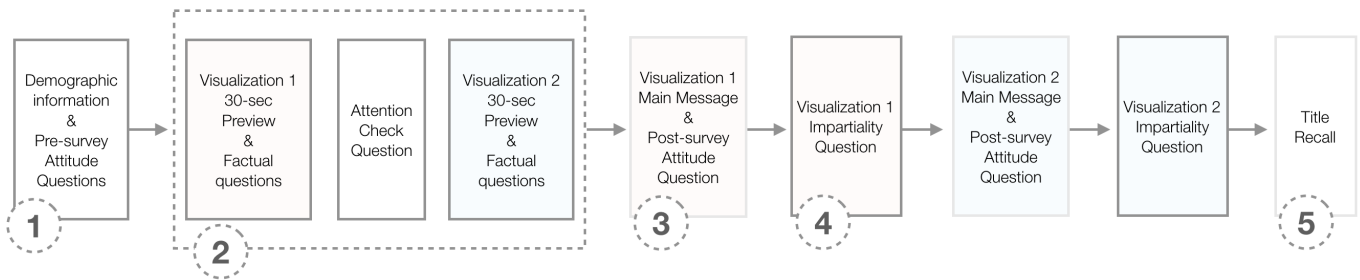 Demographic
information
&
Pre-survey
Attitude
Questions
1
Visualization 1
30-sec
Preview
&
Factual
questions
Attention
Check
Question
Visualization 2
30-sec
Preview
&
Factual
questions
2
Visualization 1
Main Message
&
Post-survey
Attitude
Question
3
Visualization 1
Impartiality
Question
4
Visualization 2
Main Message
&
Post-survey
Attitude
Question
Visualization 2
Impartiality
Question
Title
Recall
5